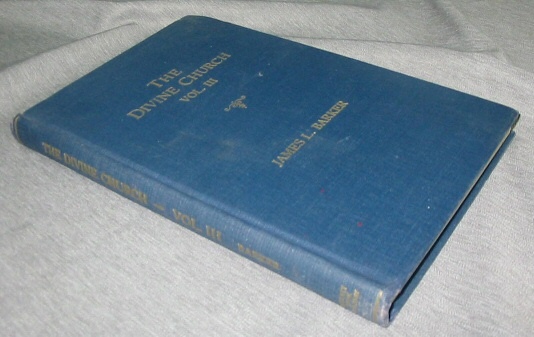 THE
DIVINE CHURCH
VOL. III
JAMES L. BARKER
THE DIVINE CHURCH - VOL. III BARKER